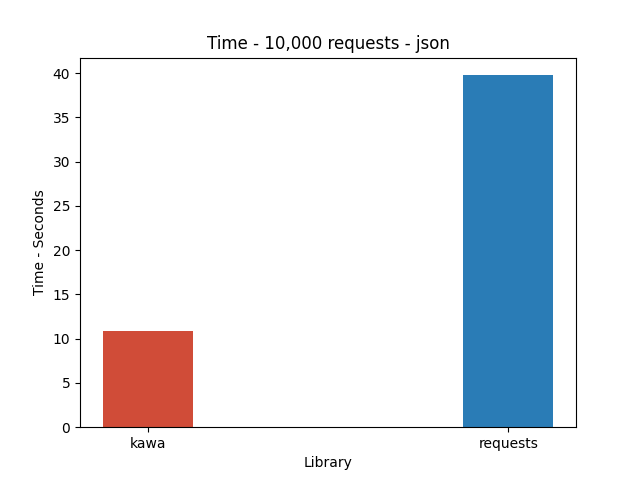 Time - 10,000 requests - json
Time - Seconds
40
35
30
25
20
15
10
5
0
kawa
requests
Library